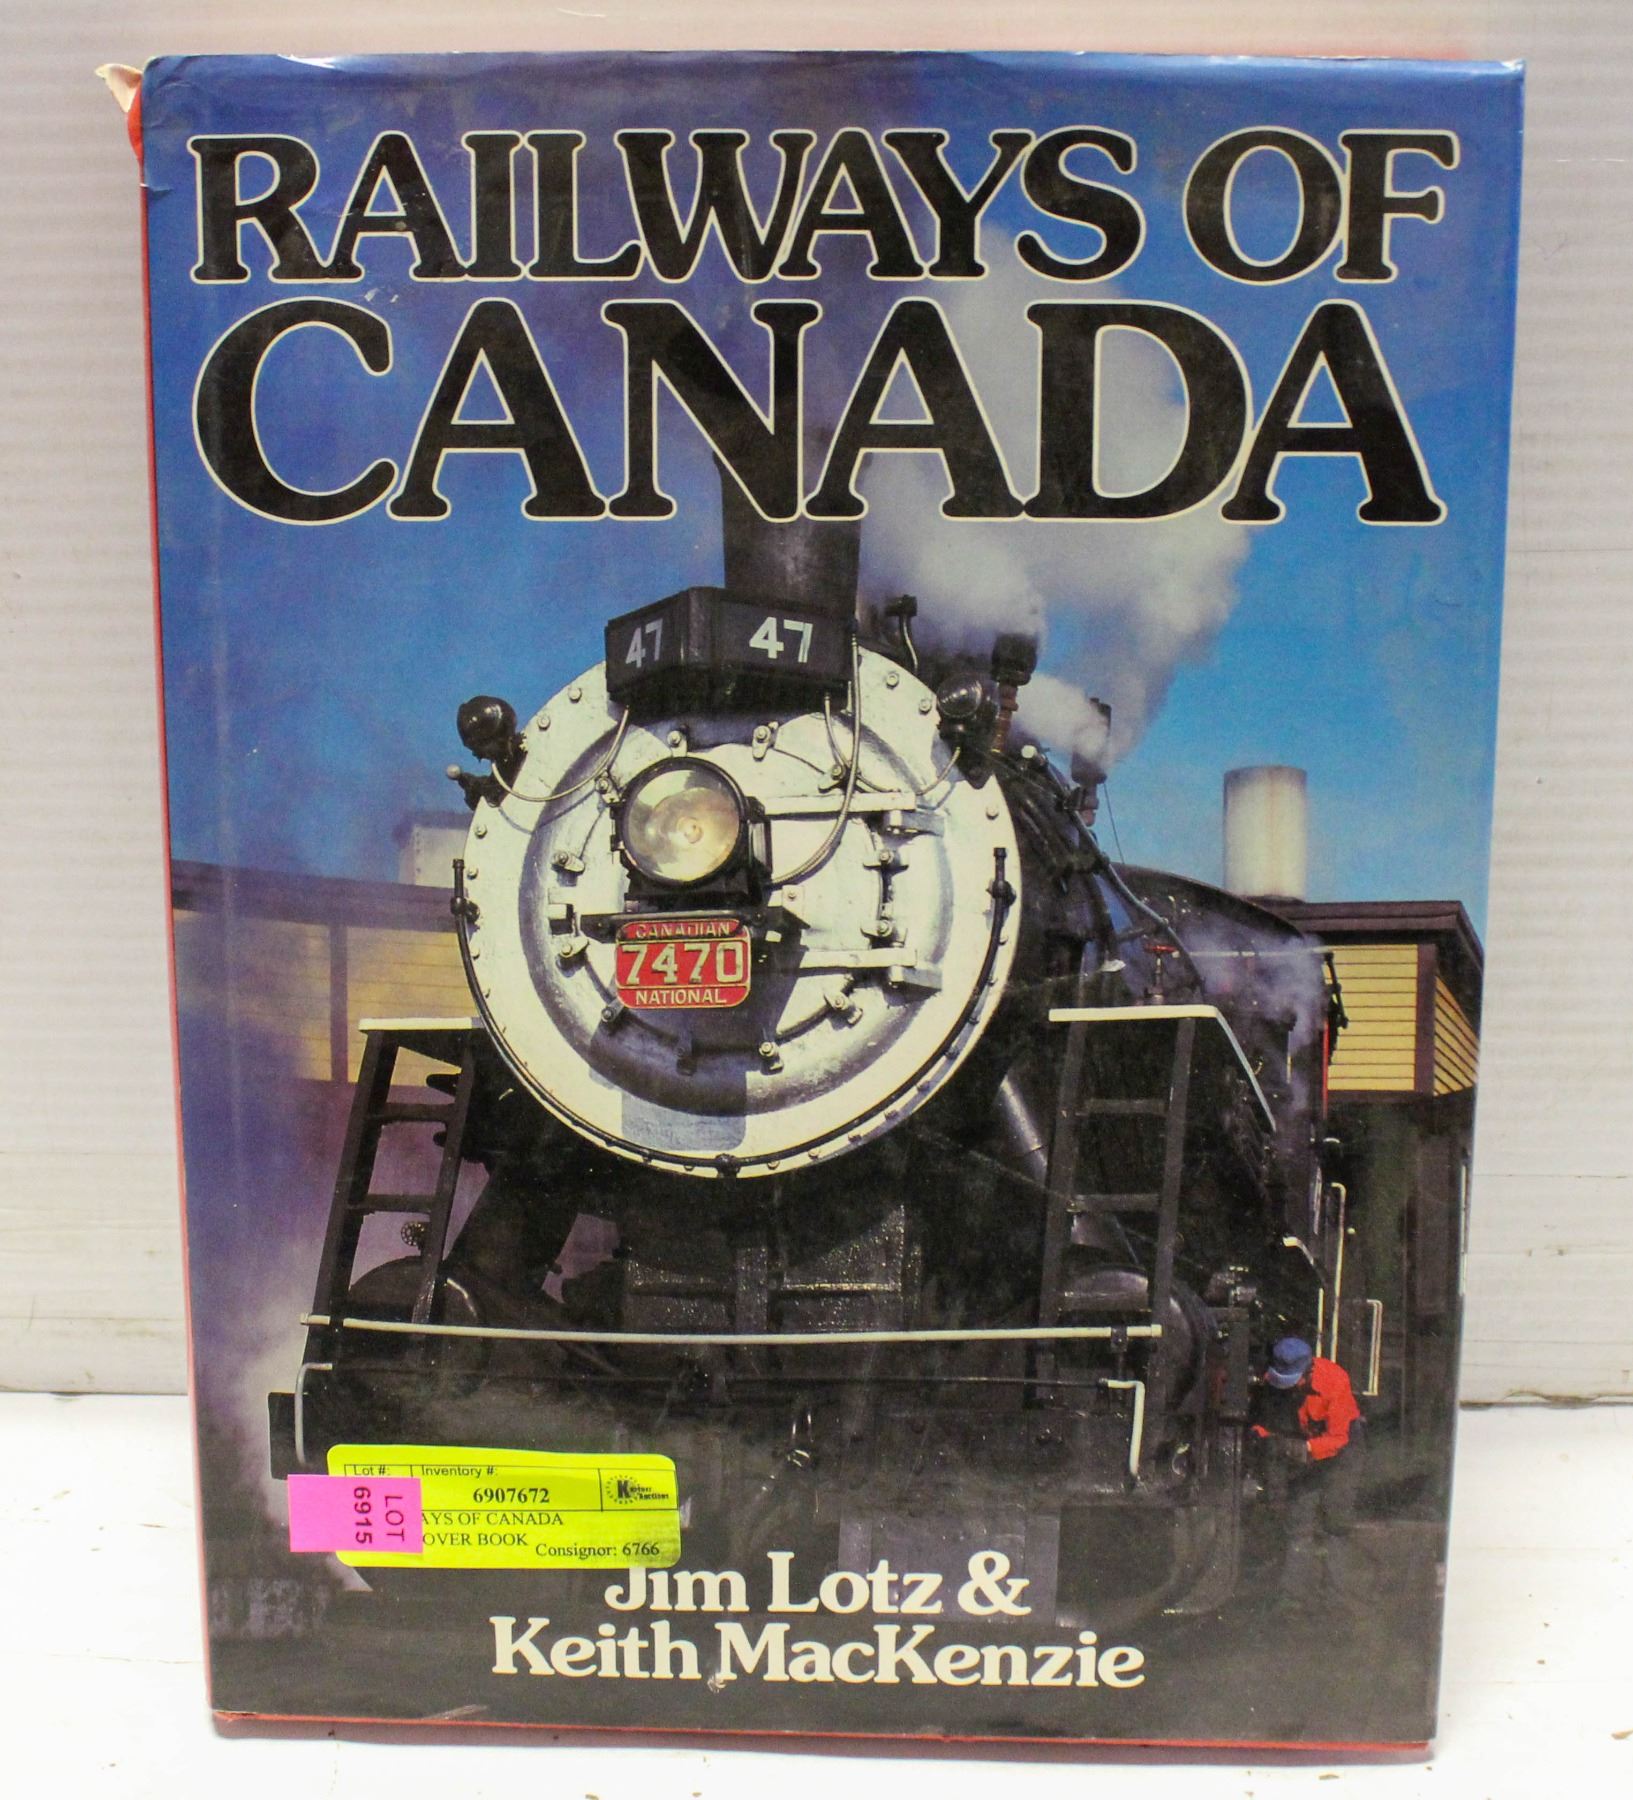 RAILWAYS OF
CANADA
47 47
CANADIAN
7470
NATIONAL
Lot #: Inventory #:
6907672
Auctions
LOT
6915
AYS OF CANADA
OVER BOOK
Consignor: 6766
Jim Lotz &
Keith MacKenzie